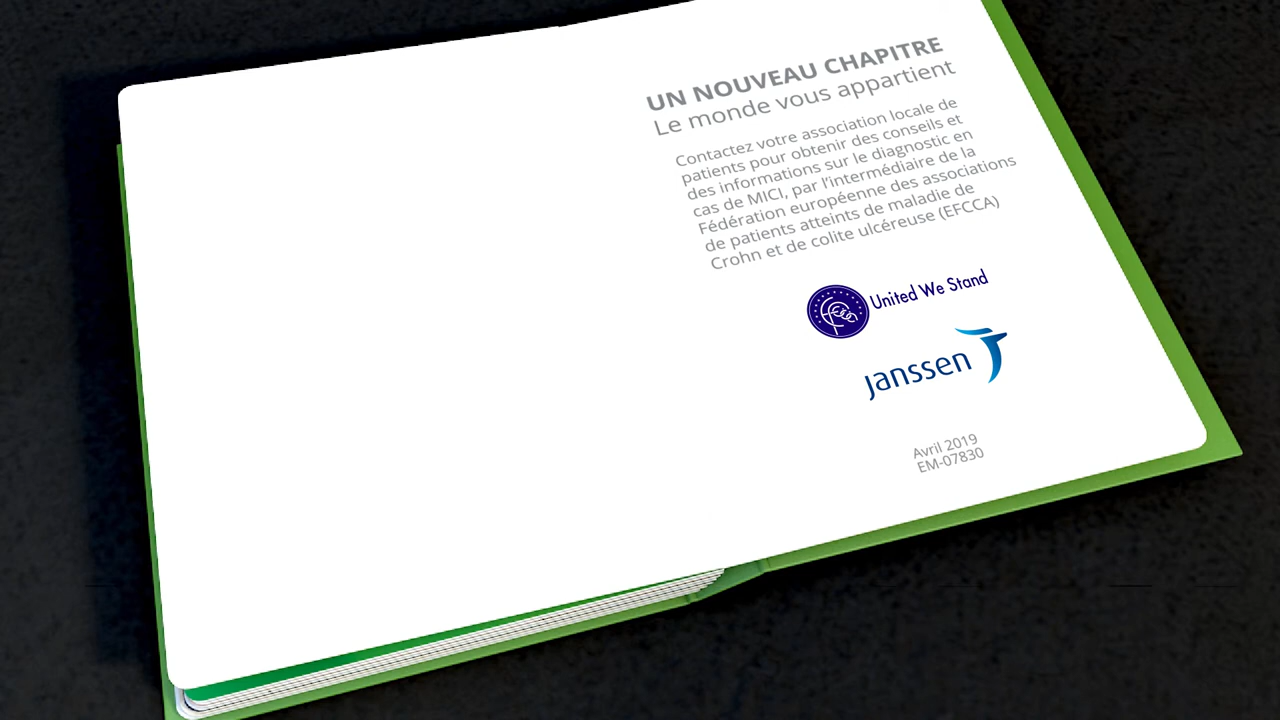 UN NOUVEAU CHAPITRE
Le monde vous appartient
Contactez votre association locale de
patients pour obtenir des conseils et
des informations sur le diagnostic en
cas de MICI, par l'intermédiaire de la
Fédération européenne des associations
de patients atteints de maladie de
Crohn et de colite ulcéreuse (EFCCA)
efcca United We Stand
Janssen
Avril 2019
EM-07830